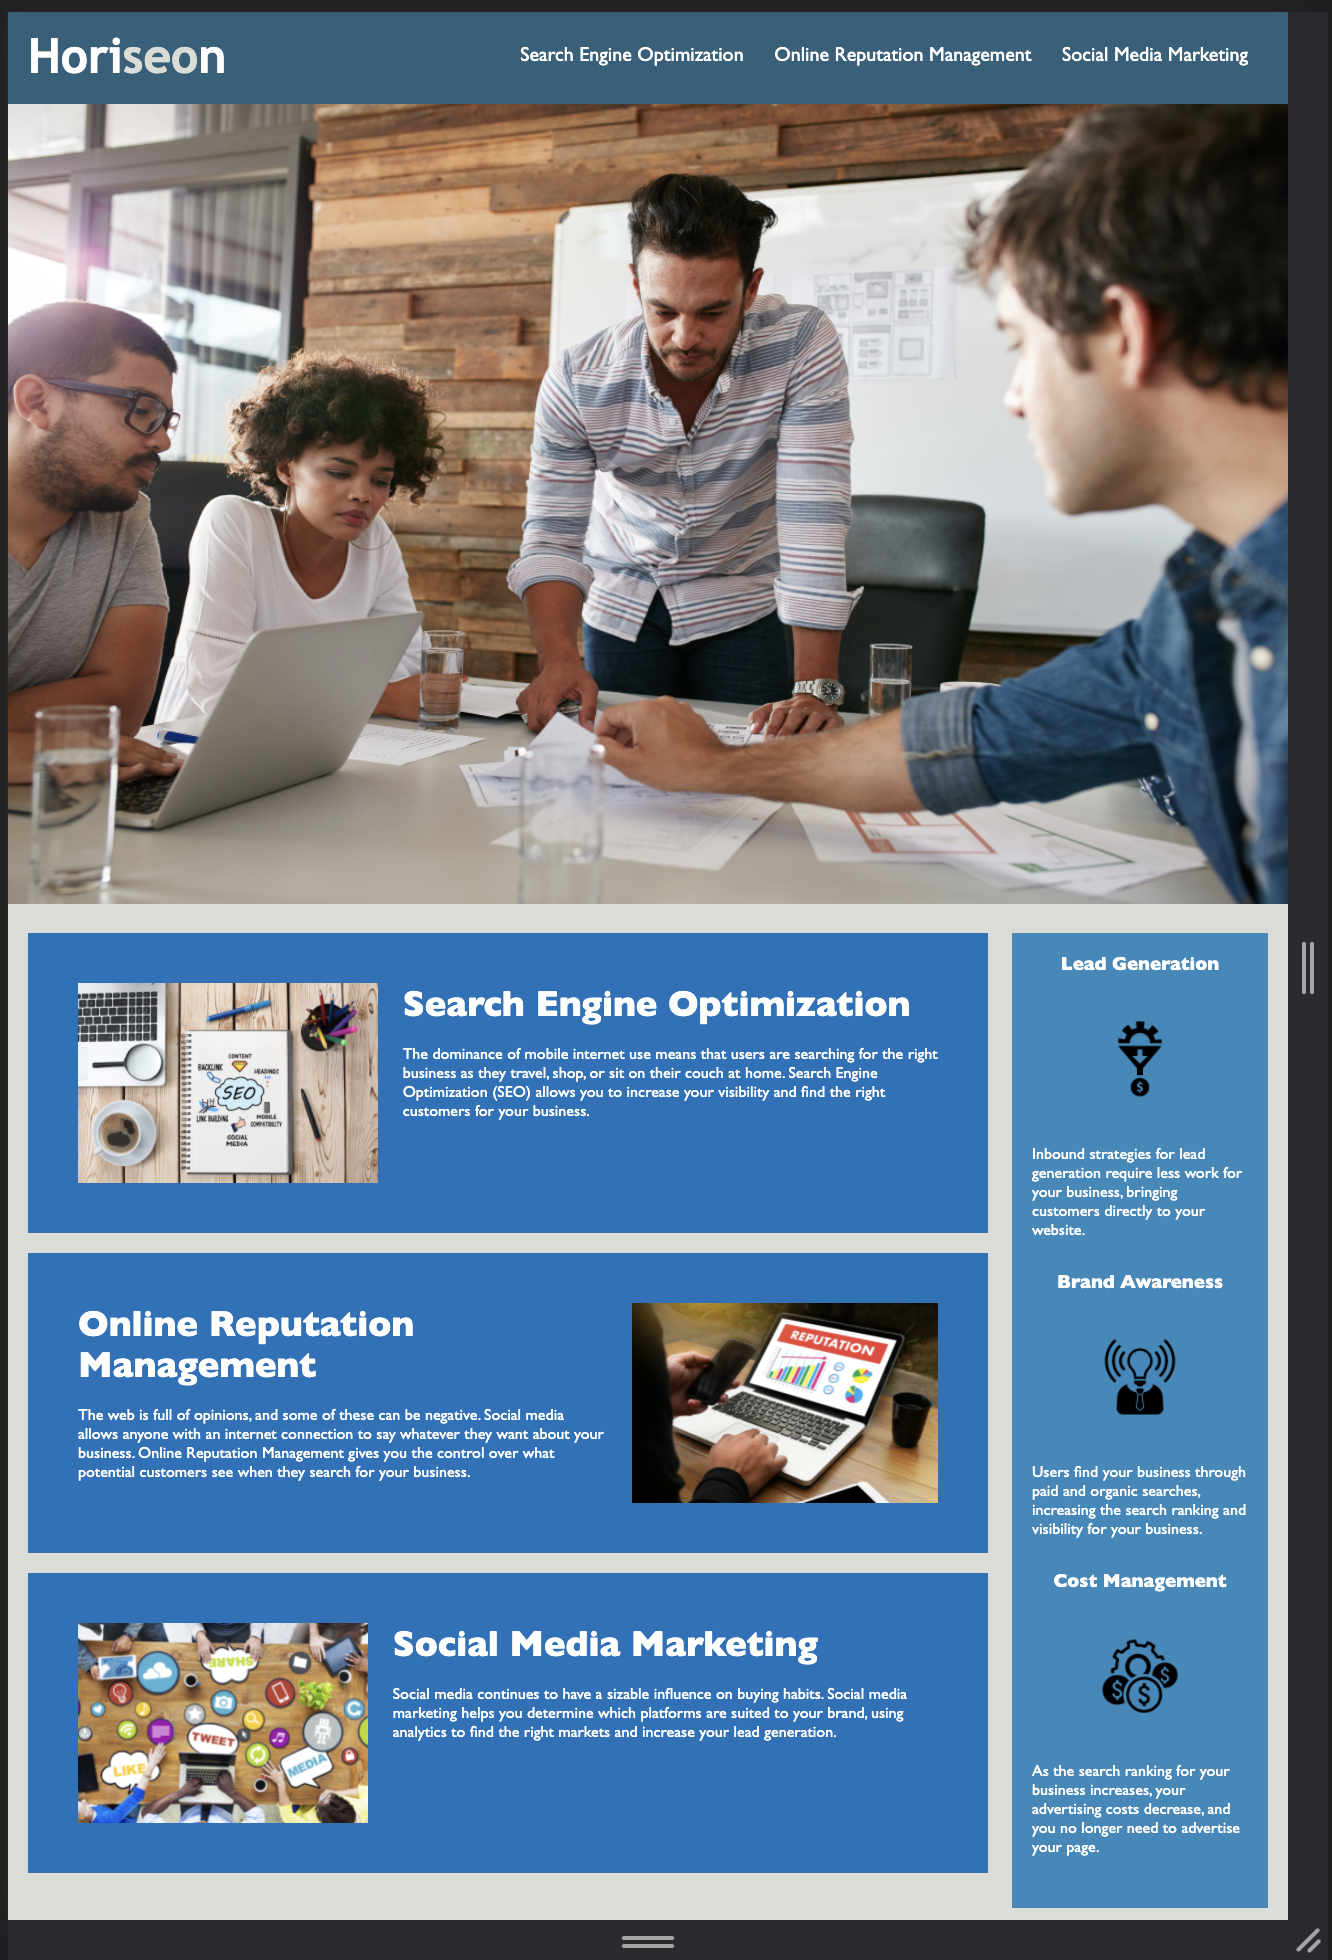 Horiseon
Search Engine Optimization
Online Reputation Management
Social Media Marketing
CONTENT
BACKLINK
HEADINGS
SEO
LINK BUILDING
MOBILE
COMPATIBILITY
SOCIAL
MEDIA
Search Engine Optimization
The dominance of mobile internet use means that users are searching for the right
business as they travel, shop, or sit on their couch at home. Search Engine
Optimization (SEO) allows you to increase your visibility and find the right
customers for your business.
Online Reputation
Management
The web is full of opinions, and some of these can be negative. Social media
allows anyone with an internet connection to say whatever they want about your
business. Online Reputation Management gives you the control over what
potential customers see when they search for your business.
REPUTATION
SHARE
TWEET
LIKE
MEDIA
Social Media Marketing
Social media continues to have a sizable influence on buying habits. Social media
marketing helps you determine which platforms are suited to your brand, using
analytics to find the right markets and increase your lead generation.
Lead Generation
$
Inbound strategies for lead
generation require less work for
your business, bringing
customers directly to your
website.
Brand Awareness
Users find your business through
paid and organic searches,
increasing the search ranking and
visibility for your business.
Cost Management
$
$
$
As the search ranking for your
business increases, your
advertising costs decrease, and
you no longer need to advertise
your page.